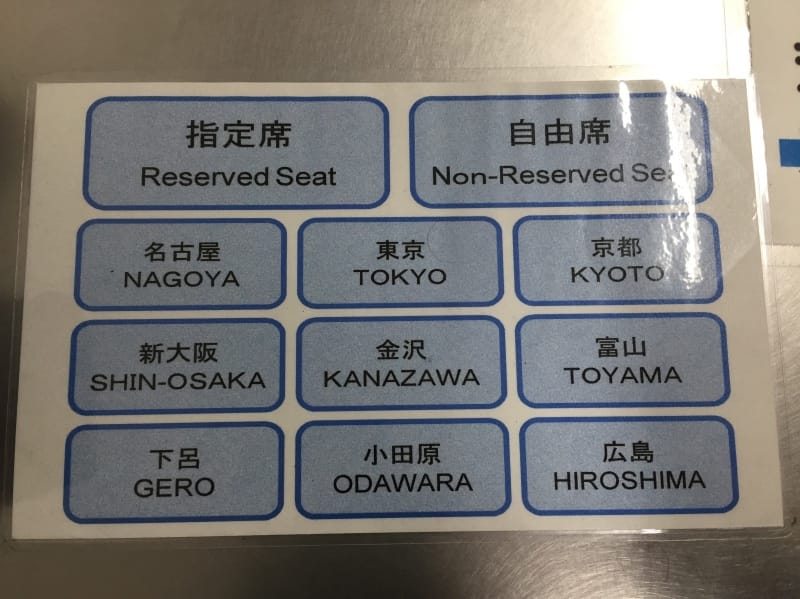 指定席
Reserved Seat
自由席
Non-Reserved Seat
名古屋
NAGOYA
東京
TOKYO
京都
KYOTO
新大阪
SHIN-OSAKA
金沢
KANAZAWA
富山
TOYAMA
下呂
GERO
小田原
ODAWARA
広島
HIROSHIMA